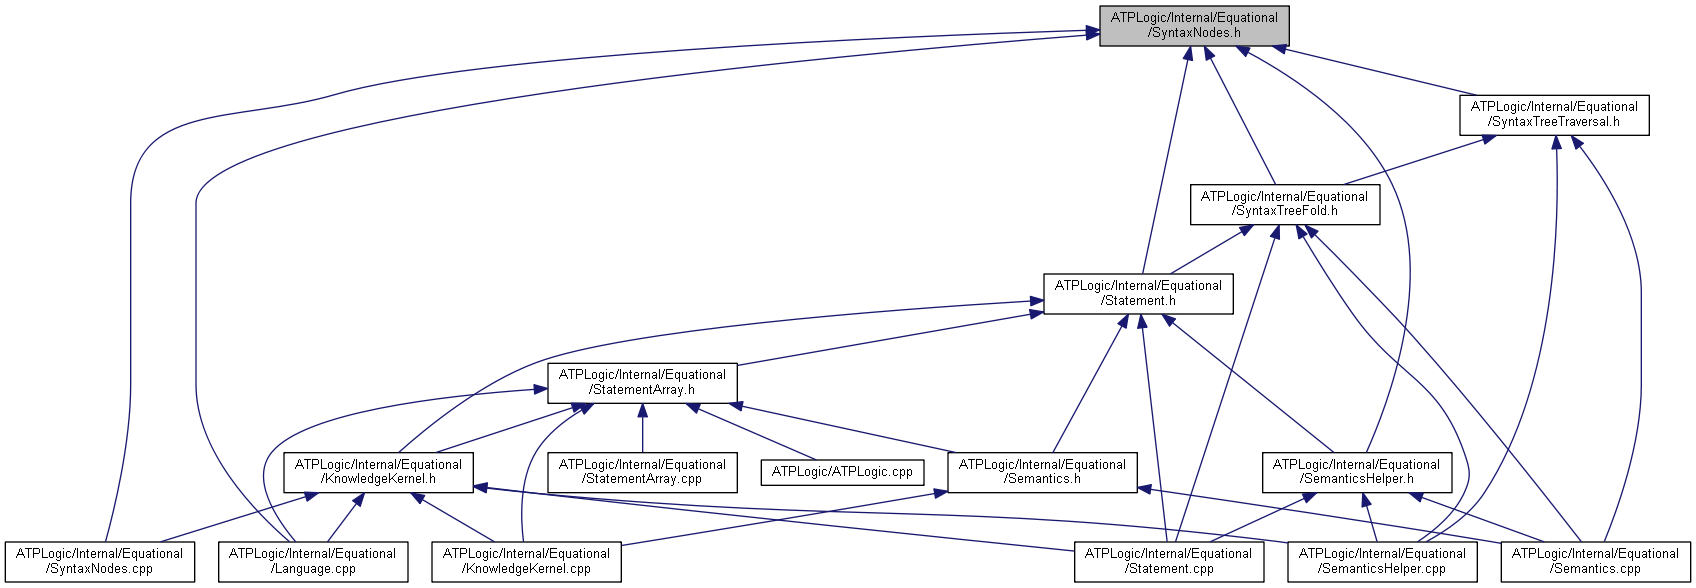 ATPLogic/Internal/Equational
/SyntaxNodes.h
ATPLogic/Internal/Equational
/SyntaxTreeTraversal.h
ATPLogic/Internal/Equational
/SyntaxTreeFold.h
ATPLogic/Internal/Equational
/Statement.h
ATPLogic/Internal/Equational
/StatementArray.h
ATPLogic/Internal/Equational
/KnowledgeKernel.h
ATPLogic/Internal/Equational
/StatementArray.cpp
ATPLogic/ATPLogic.cpp
ATPLogic/Internal/Equational
/Semantics.h
ATPLogic/Internal/Equational
/SemanticsHelper.h
ATPLogic/Internal/Equational
/SyntaxNodes.cpp
ATPLogic/Internal/Equational
/Language.cpp
ATPLogic/Internal/Equational
/KnowledgeKernel.cpp
ATPLogic/Internal/Equational
/Statement.cpp
ATPLogic/Internal/Equational
/SemanticsHelper.cpp
ATPLogic/Internal/Equational
/Semantics.cpp